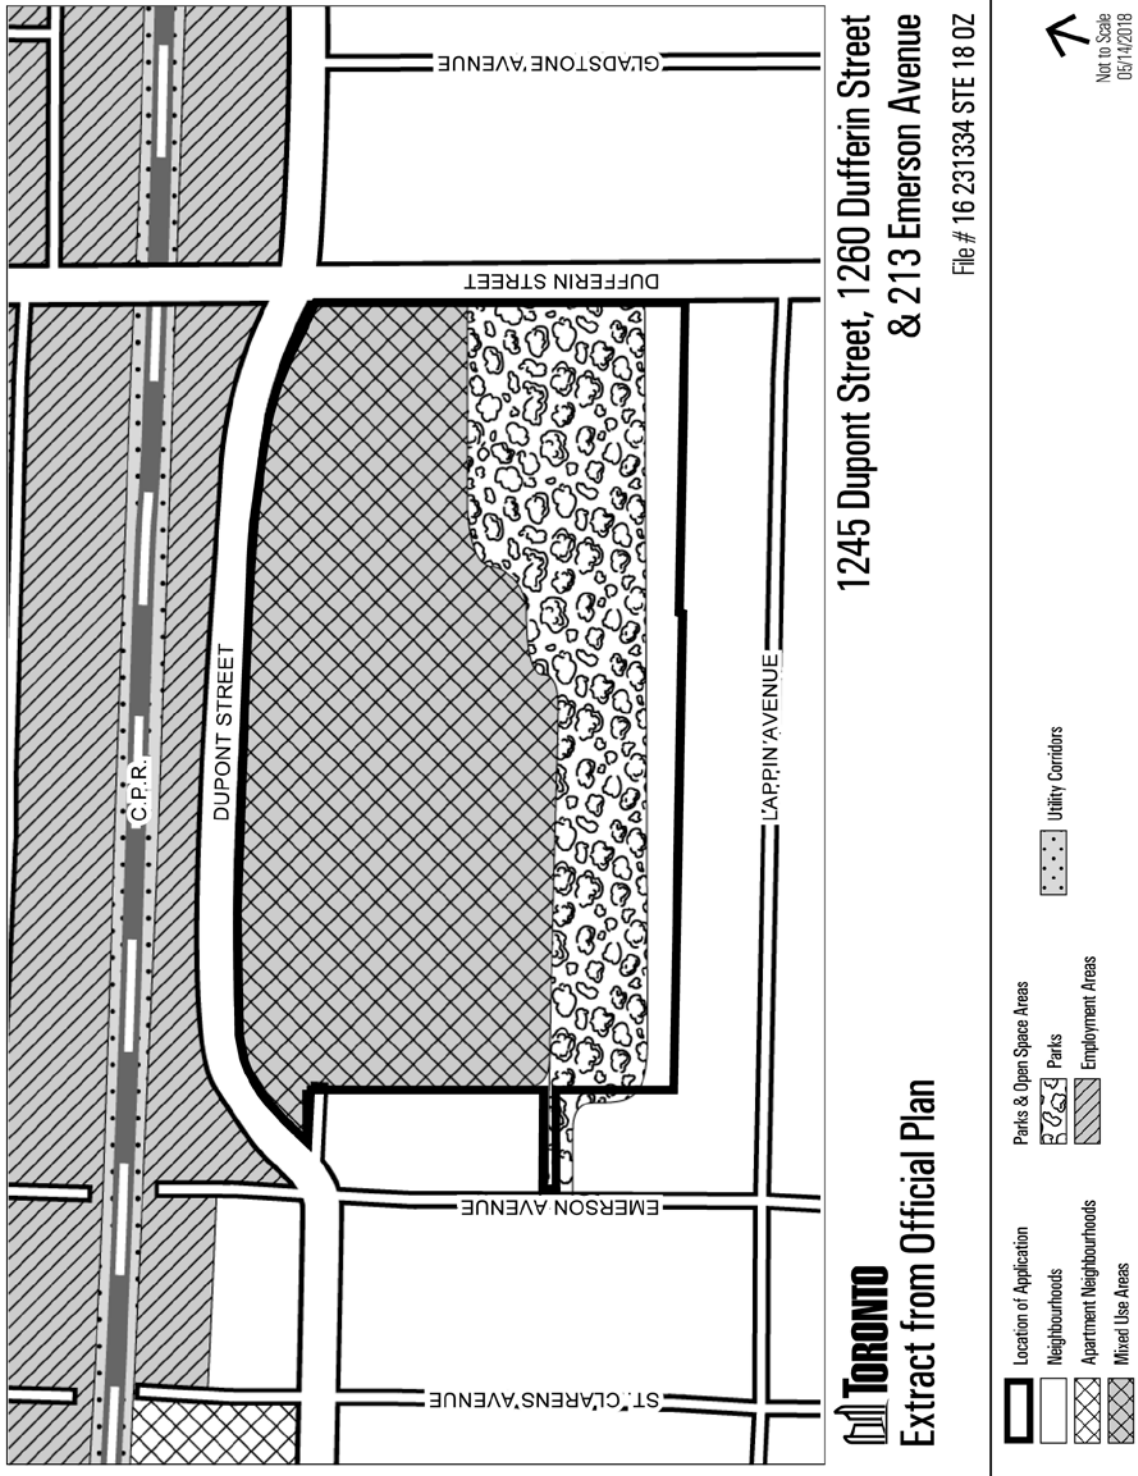 GLADSTONE AVENUE
DUFFERIN STREET
DUPONT STREET
C.P.R.
LAPPIN AVENUE
EMERSON AVENUE
ST. CLARENS AVENUE
TORONTO
Extract from Official Plan
1245 Dupont Street, 1260 Dufferin Street
& 213 Emerson Avenue
File # 16 231334 STE 18 0Z
Location of Application
Neighbourhoods
Apartment Neighbourhoods
Mixed Use Areas
Parks & Open Space Areas
Parks
Employment Areas
Utility Corridors
Not to Scale
05/14/2018